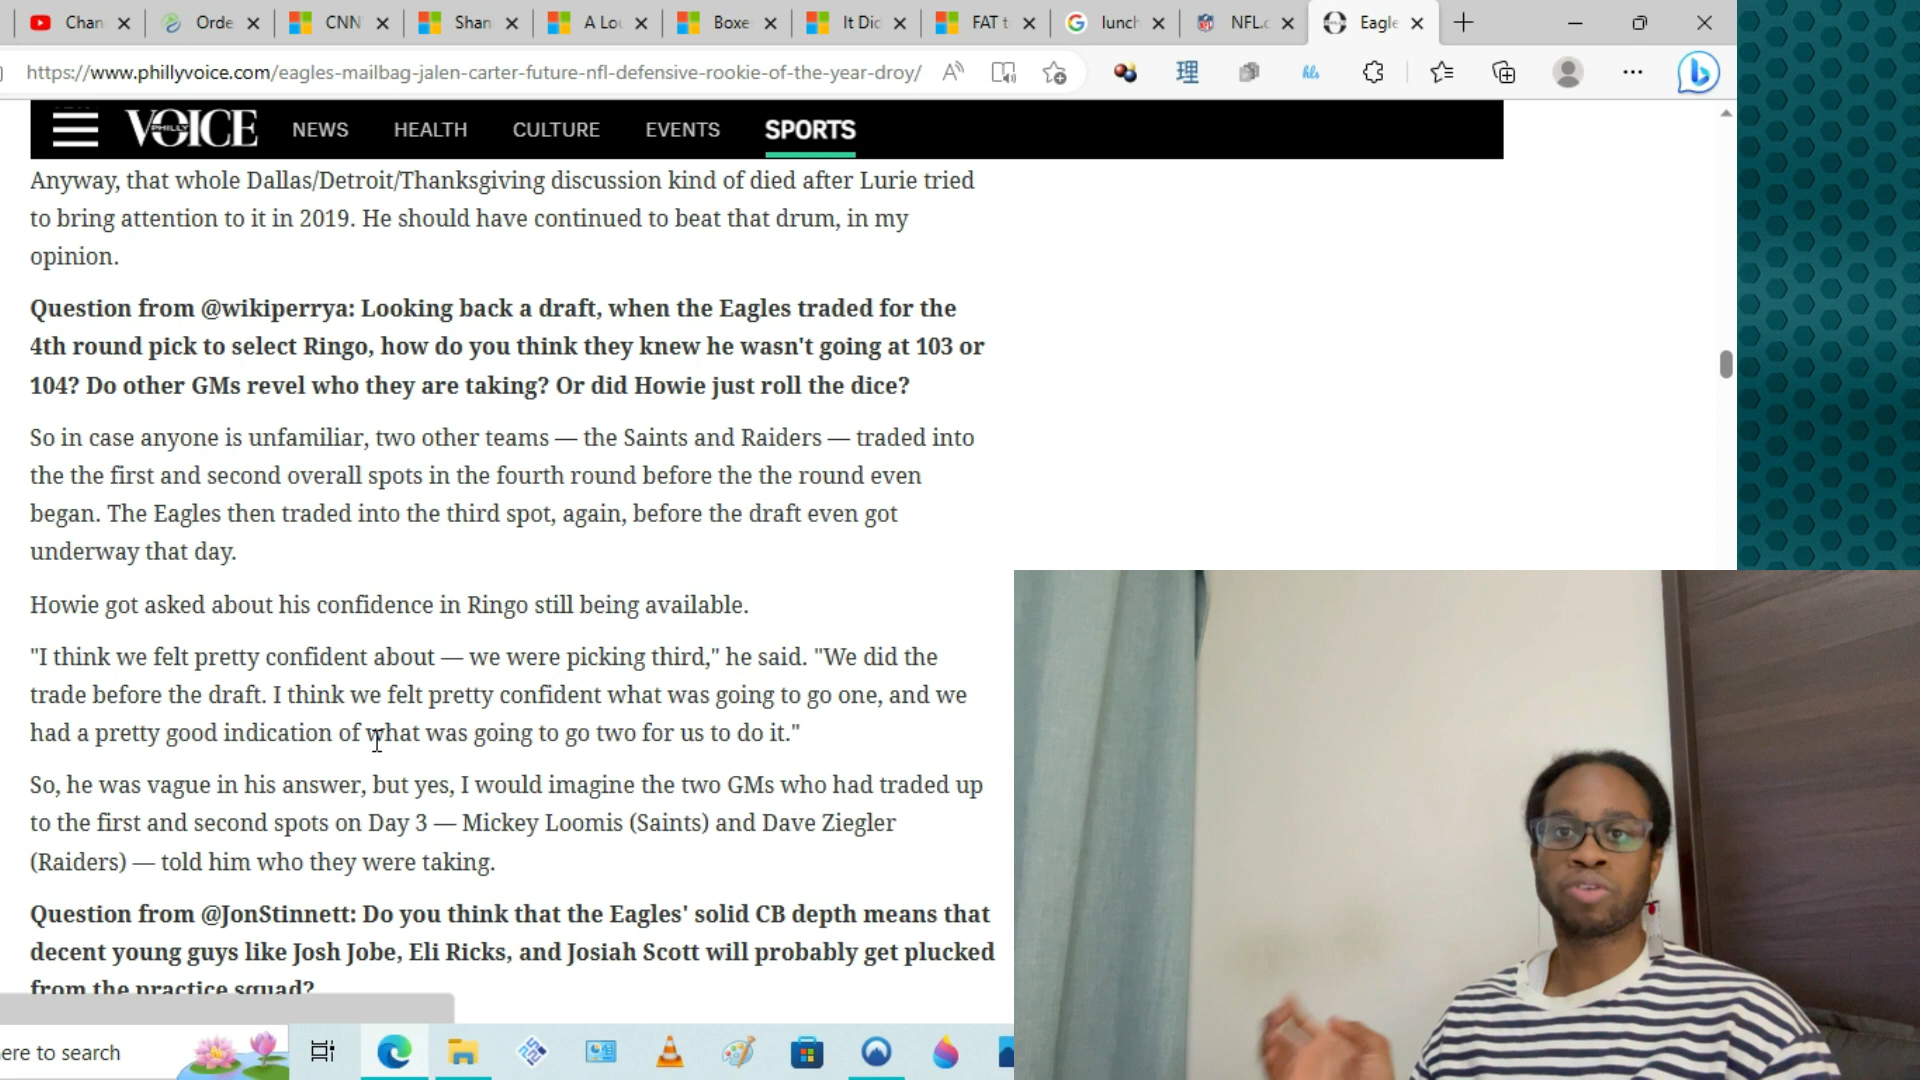 Chan
Orde
CNN
Shan
A Lou
Boxe
It Dic
FAT t
lunch
NFL.c
Eagle
https://www.phillyvoice.com/eagles-mailbag-jalen-carter-future-nfl-defensive-rookie-of-the-year-droy/
理
hls
PHILLY VOICE NEWS HEALTH CULTURE EVENTS SPORTS
Anyway, that whole Dallas/Detroit/Thanksgiving discussion kind of died after Lurie tried
to bring attention to it in 2019. He should have continued to beat that drum, in my
opinion.
Question from @wikiperrya: Looking back a draft, when the Eagles traded for the
4th round pick to select Ringo, how do you think they knew he wasn't going at 103 or
104? Do other GMs revel who they are taking? Or did Howie just roll the dice?
So in case anyone is unfamiliar, two other teams — the Saints and Raiders — traded into
the the first and second overall spots in the fourth round before the the round even
began. The Eagles then traded into the third spot, again, before the draft even got
underway that day.
Howie got asked about his confidence in Ringo still being available.
"I think we felt pretty confident about — we were picking third," he said. "We did the
trade before the draft. I think we felt pretty confident what was going to go one, and we
had a pretty good indication of what was going to go two for us to do it."
So, he was vague in his answer, but yes, I would imagine the two GMs who had traded up
to the first and second spots on Day 3 — Mickey Loomis (Saints) and Dave Ziegler
(Raiders) — told him who they were taking.
Question from @JonStinnett: Do you think that the Eagles' solid CB depth means that
decent young guys like Josh Jobe, Eli Ricks, and Josiah Scott will probably get plucked
from the practice squad?
ere to search